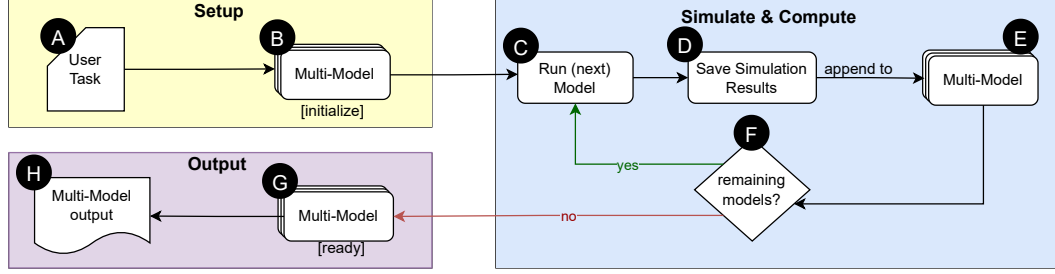 Setup
A
User
Task
B
Multi-Model
[initialize]
Simulate & Compute
C
Run (next)
Model
D
Save Simulation
Results
append to
E
Multi-Model
F
remaining
models?
yes
no
Output
G
Multi-Model
[ready]
H
Multi-Model
output